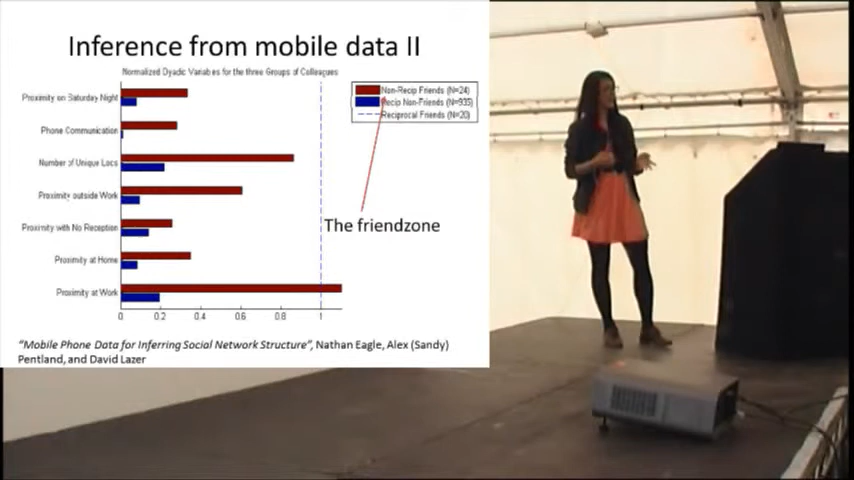 Inference from mobile data II
Normalized Dyadic Variables for the three Groups of Colleagues
Proximity on Saturday Night
Phone Communication
Number of Unique Locs
Proximity outside Work
Proximity with No Reception
Proximity at Home
Proximity at Work
0 0.2 0.4 0.6 0.8 1
Non-Recip Friends (N=24)
Recip Non-Friends (N=935)
Reciprocal Friends (N=20)
The friendzone
"Mobile Phone Data for Inferring Social Network Structure", Nathan Eagle, Alex (Sandy)
Pentland, and David Lazer